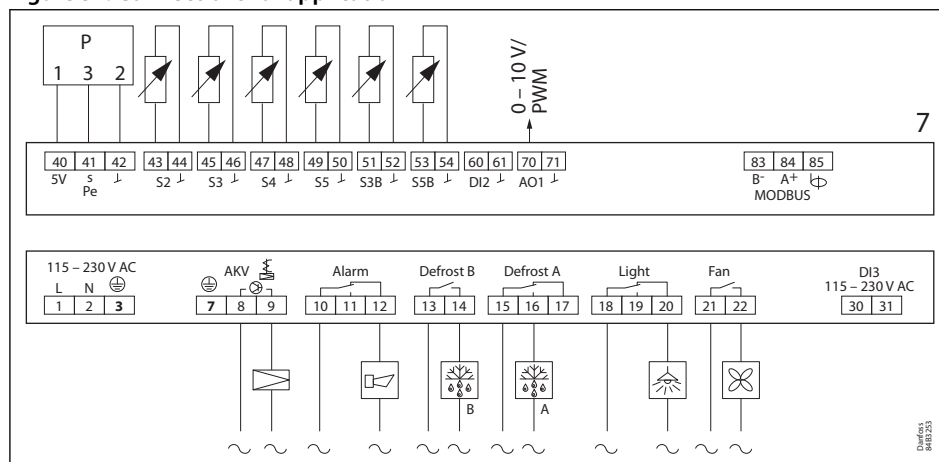 P
1 3 2
0 – 10 V/
PWM
7
40 41 42 43 44 45 46 47 48 49 50 51 52 53 54 60 61 70 71 83 84 85
5V s S2 S3 S4 S5 S3B S5B DI2 AO1 B- A+
Pe MODBUS
115 – 230 V AC AKV Alarm Defrost B Defrost A Light Fan DI3
L N 115 – 230 V AC
1 2 3 7 8 9 10 11 12 13 14 15 16 17 18 19 20 21 22 30 31
B A
Danfoss
84B3253